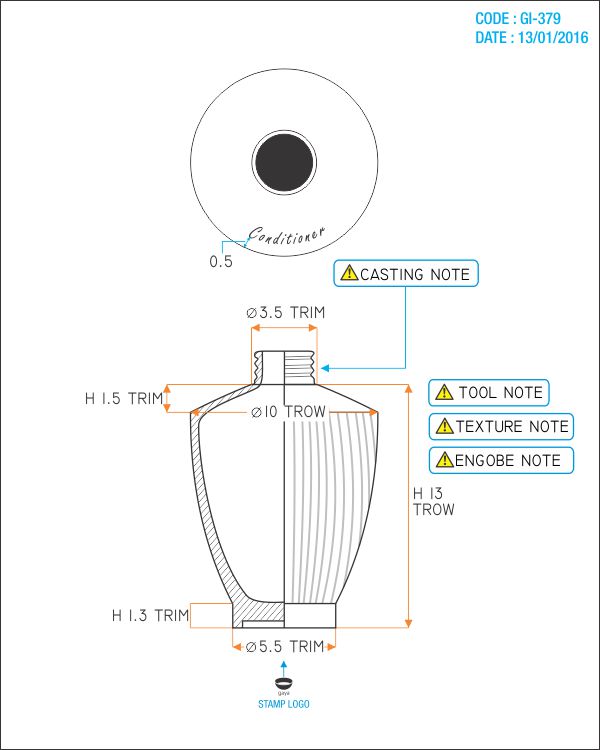 CODE : GI-379
DATE : 13/01/2016
Conditioner
0.5
⚠CASTING NOTE
∅3.5 TRIM
H 1.5 TRIM
∅10 TROW
⚠ TOOL NOTE
⚠TEXTURE NOTE
⚠ENGOBE NOTE
H 13
TROW
H 1.3 TRIM
∅5.5 TRIM
gaya
STAMP LOGO